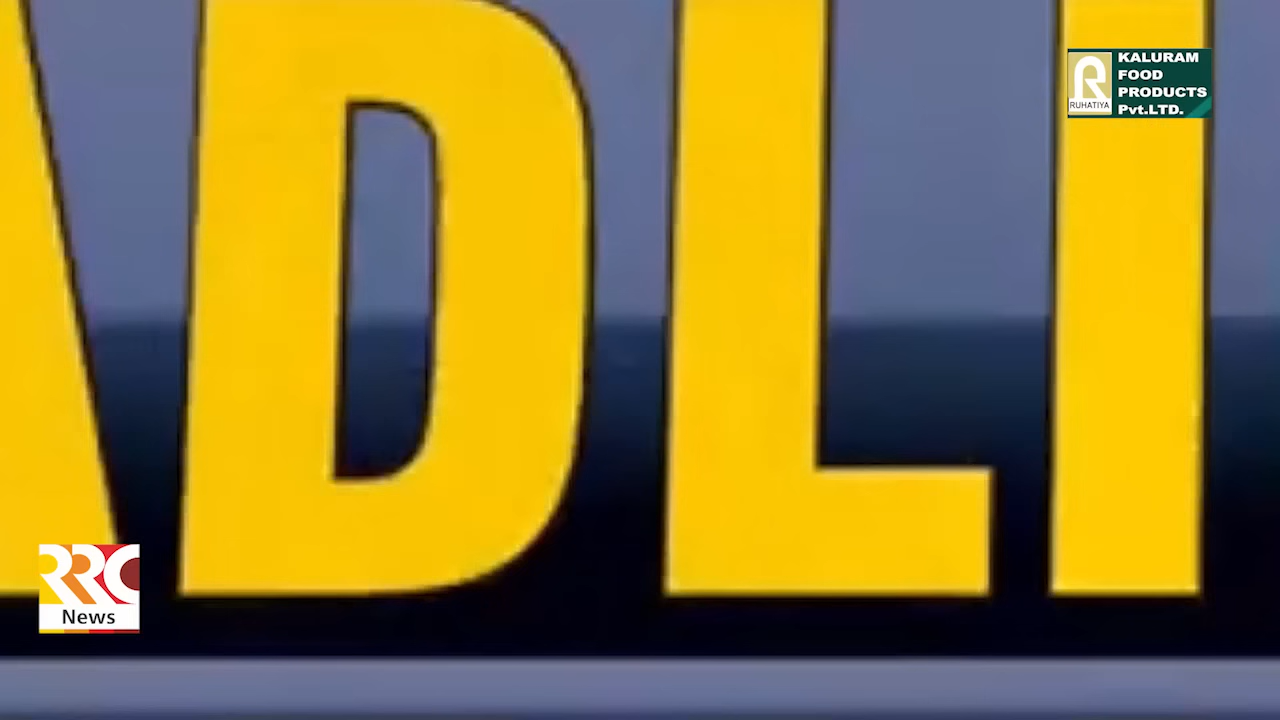 ADLI
KALURAM
FOOD
PRODUCTS
Pvt.LTD.
RUHATIYA
RRC
News